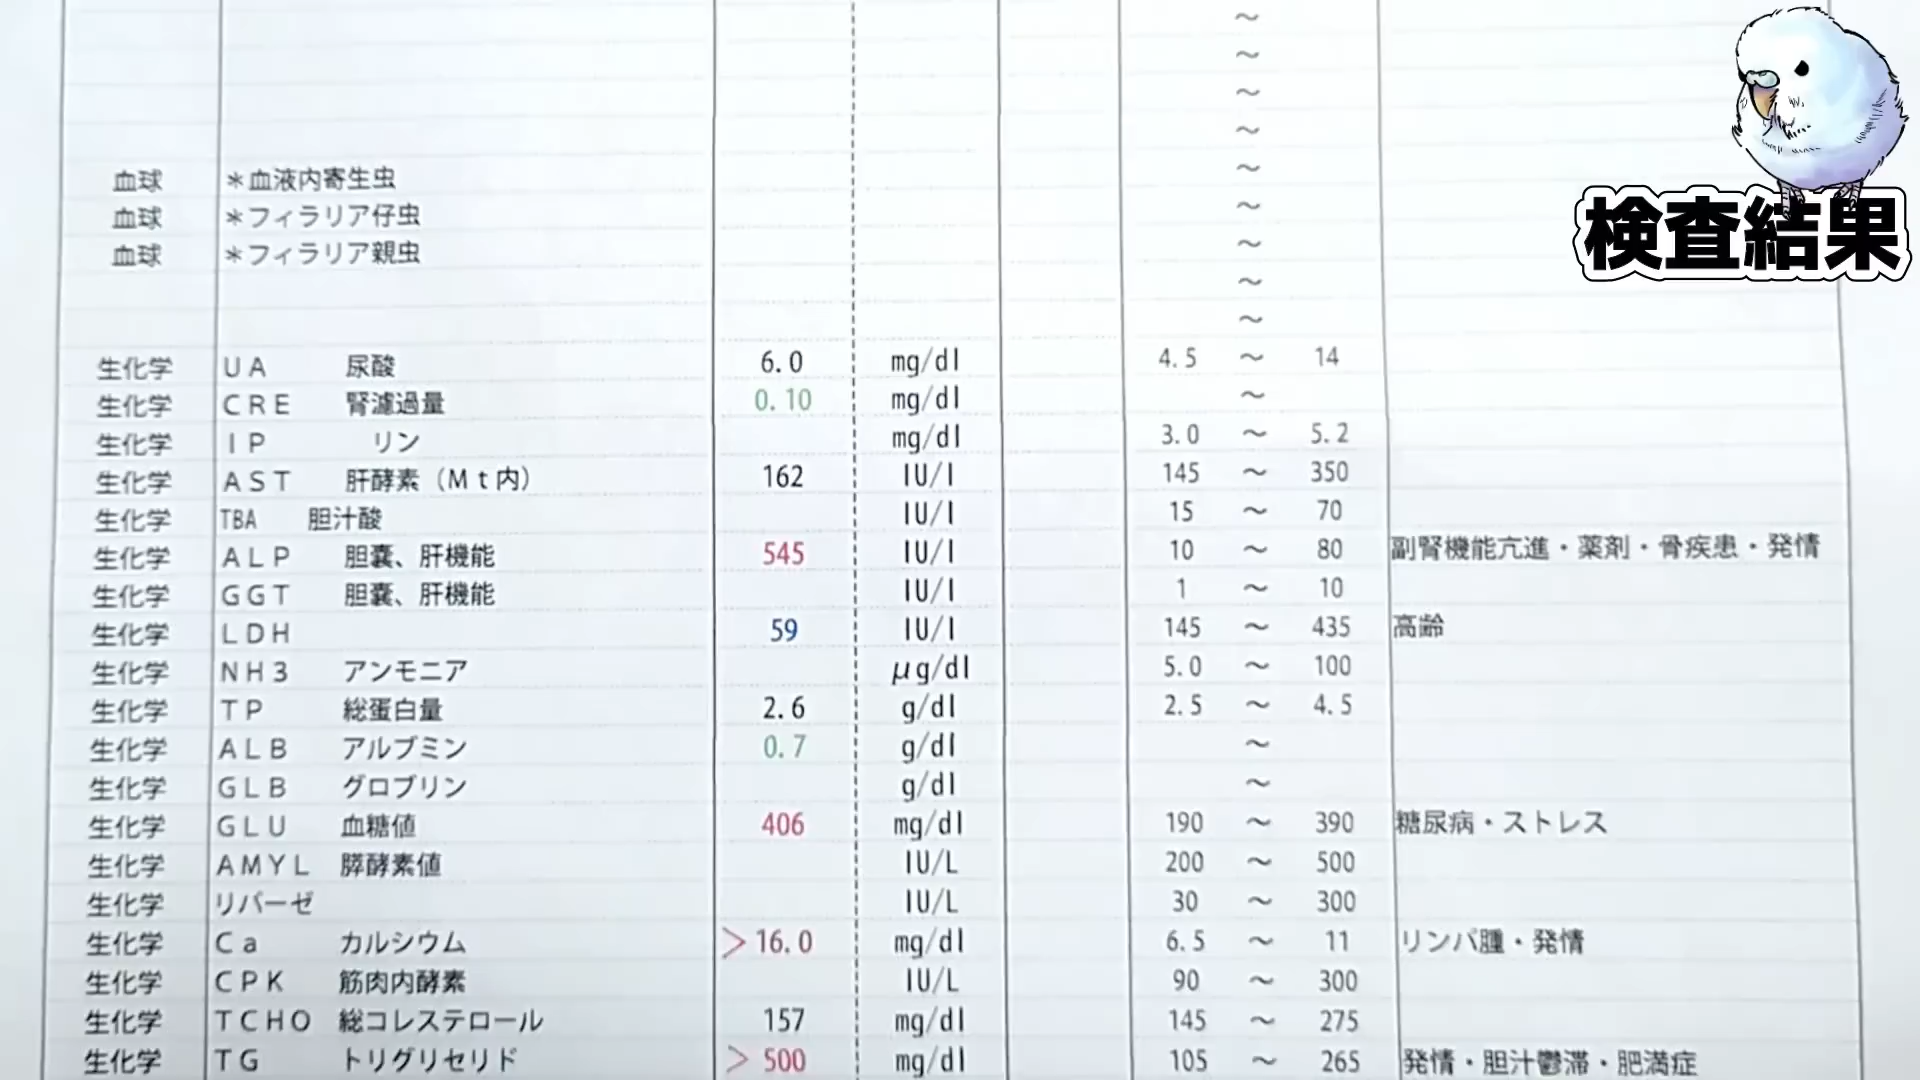 ～
～
～
～
血球 ＊血液内寄生虫 ～
血球 ＊フィラリア仔虫 ～
血球 ＊フィラリア親虫 ～
～
～
検査結果
生化学 UA 尿酸 6.0 mg/dl 4.5 ～ 14
生化学 CRE 腎濾過量 0.10 mg/dl ～
生化学 IP リン mg/dl 3.0 ～ 5.2
生化学 AST 肝酵素（Mt内） 162 IU/l 145 ～ 350
生化学 TBA 胆汁酸 IU/l 15 ～ 70
生化学 ALP 胆嚢、肝機能 545 IU/l 10 ～ 80 副腎機能亢進・薬剤・骨疾患・発情
生化学 GGT 胆嚢、肝機能 IU/l 1 ～ 10
生化学 LDH 59 IU/l 145 ～ 435 高齢
生化学 NH3 アンモニア μg/dl 5.0 ～ 100
生化学 TP 総蛋白量 2.6 g/dl 2.5 ～ 4.5
生化学 ALB アルブミン 0.7 g/dl ～
生化学 GLB グロブリン g/dl ～
生化学 GLU 血糖値 406 mg/dl 190 ～ 390 糖尿病・ストレス
生化学 AMYL 膵酵素値 IU/L 200 ～ 500
生化学 リパーゼ IU/L 30 ～ 300
生化学 Ca カルシウム ＞16.0 mg/dl 6.5 ～ 11 リンパ腫・発情
生化学 CPK 筋肉内酵素 IU/L 90 ～ 300
生化学 TCHO 総コレステロール 157 mg/dl 145 ～ 275
生化学 TG トリグリセリド ＞500 mg/dl 105 ～ 265 発情・胆汁鬱滞・肥満症